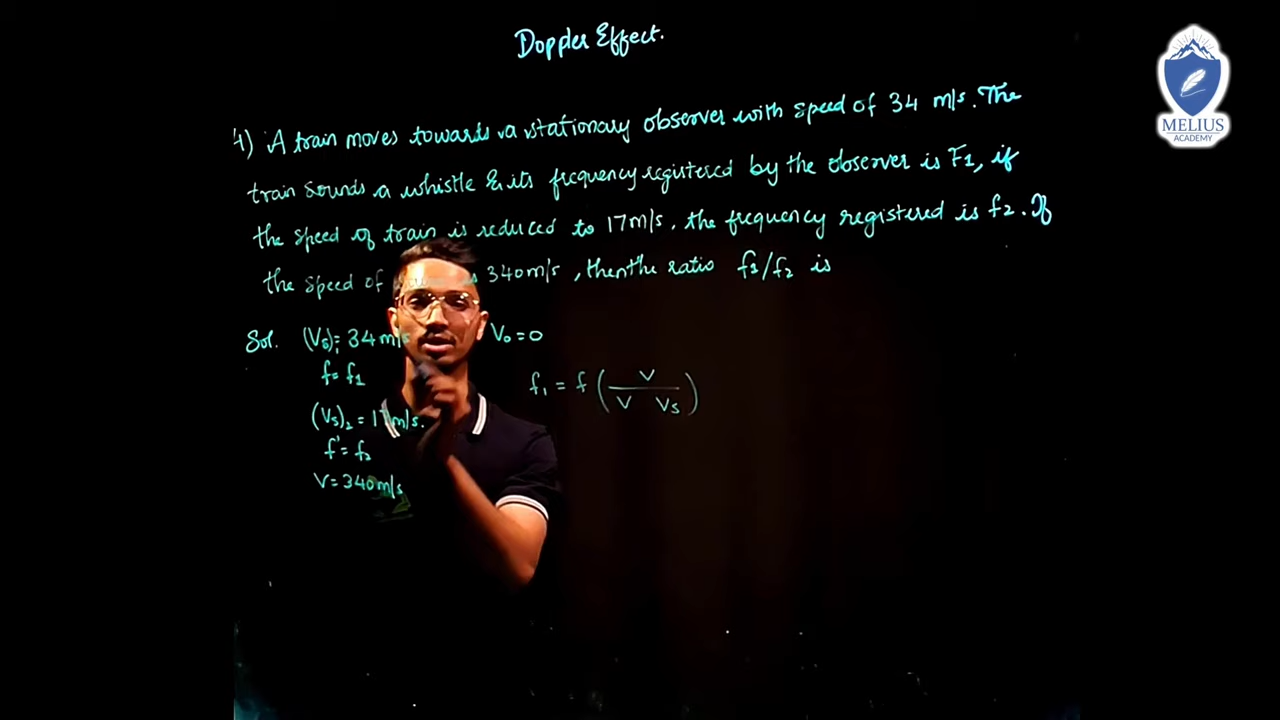 Doppler Effect.
MELIUS
ACADEMY
4) A train moves towards a stationary observer with speed of 34 m/s. The
train sounds a whistle & its frequency registered by the observer is F1, if
the speed of train is reduced to 17m/s, the frequency registered is f2. If
the speed of 340m/s, then the ratio f1/f2 is
Sol. (Vs)1= 34 m/s Vo = 0
f= f1
f1 = f ( V / V Vs )
(Vs)2 = 17m/s.
f' = f2
V = 340m/s